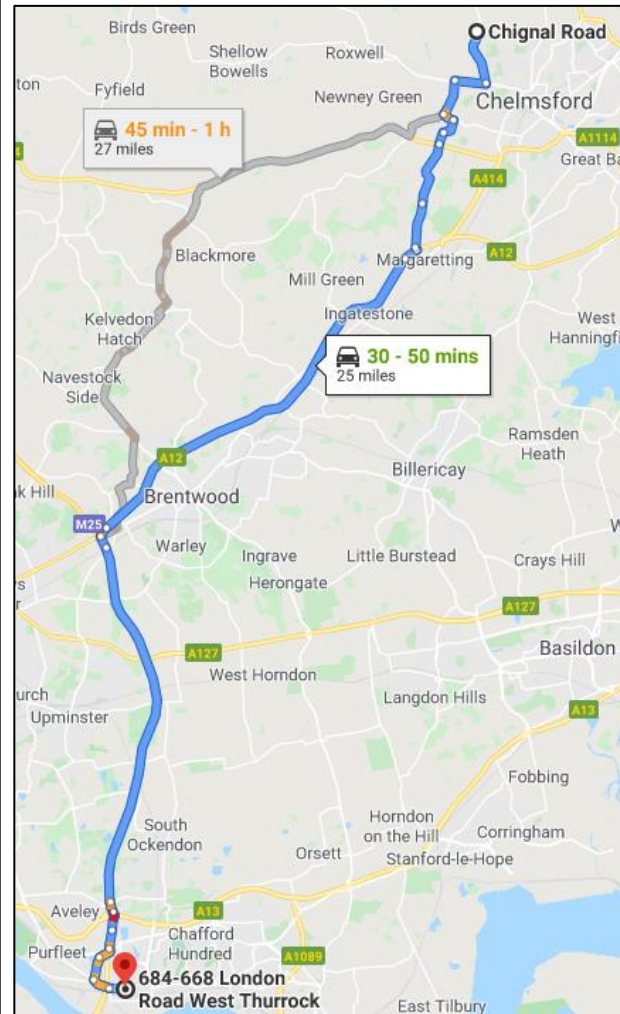 Birds Green
Chignal Road
Shellow
Bowells
Roxwell
ton
Fyfield
Newney Green
Chelmsford
45 min - 1 h
27 miles
A1114
Great Ba
A414
Blackmore
Margaretting
A12
Mill Green
Ingatestone
Kelvedon
Hatch
West
Hanningfi
30 - 50 mins
25 miles
Navestock
Side
Ramsden
Heath
A12
Billericay
k Hill
Brentwood
M25
W
Warley
Ingrave
Little Burstead
Crays Hill
ys
r
Herongate
A127
Basildon
A127
West Horndon
urch
Langdon Hills
A13
Upminster
Fobbing
South
Ockendon
Horndon
on the Hill
Corringham
Orsett
Stanford-le-Hope
Aveley
A13
Chafford
Hundred
Purfleet
A1089
684-668 London
Road West Thurrock
East Tilbury